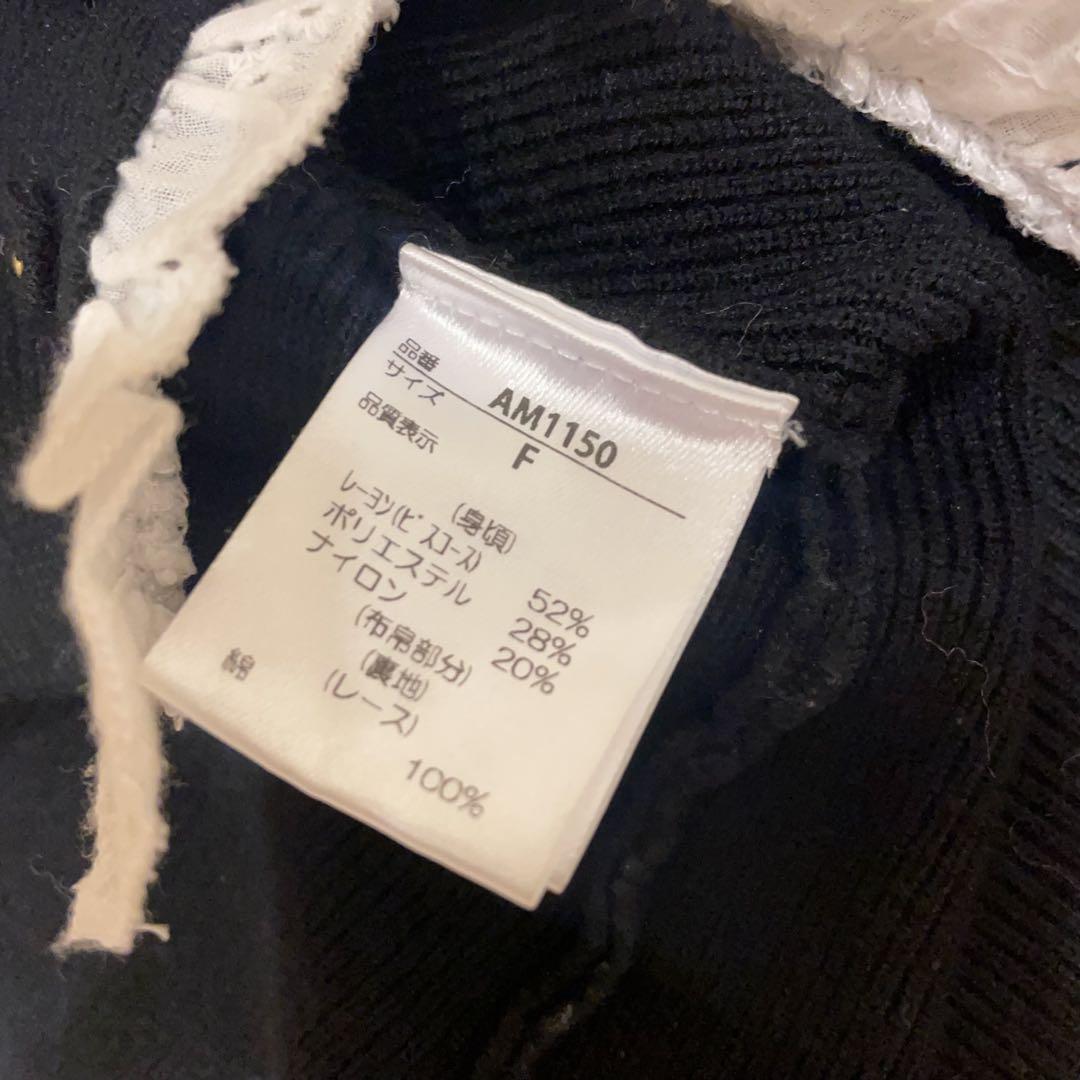 品番 AM1150
サイズ F
品質表示
(身頃)
レーヨン(ビスコース) 52%
ポリエステル 28%
ナイロン 20%
(布帛部分)
(裏地)
(レース)
綿 100%